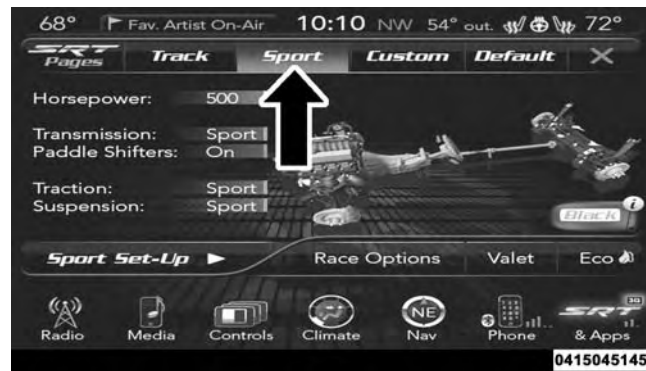 68° Fav. Artist On-Air 10:10 NW 54° out. 72°
SRT Pages Track Sport Custom Default
Horsepower: 500
Transmission: Sport
Paddle Shifters: On
Traction: Sport
Suspension: Sport
Black i
Sport Set-Up Race Options Valet Eco
NE 3G
SRT
Radio Media Controls Climate Nav Phone & Apps
0415045145